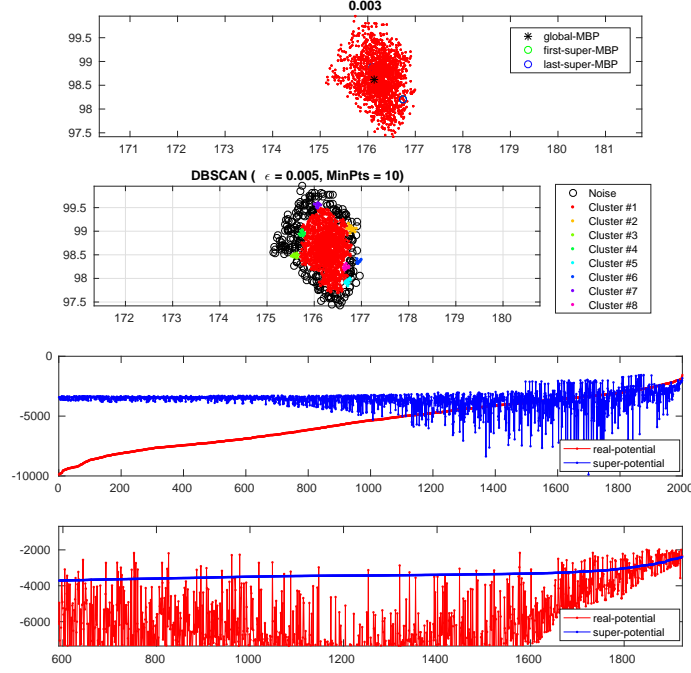 0.003
99.5
99
98.5
98
97.5
171 172 173 174 175 176 177 178 179 180 181
global-MBP
first-super-MBP
last-super-MBP
DBSCAN ( ϵ = 0.005, MinPts = 10)
99.5
99
98.5
98
97.5
172 173 174 175 176 177 178 179 180
Noise
Cluster #1
Cluster #2
Cluster #3
Cluster #4
Cluster #5
Cluster #6
Cluster #7
Cluster #8
0
-5000
-10000
0 200 400 600 800 1000 1200 1400 1600 1800 2000
real-potential
super-potential
-2000
-4000
-6000
600 800 1000 1200 1400 1600 1800
real-potential
super-potential